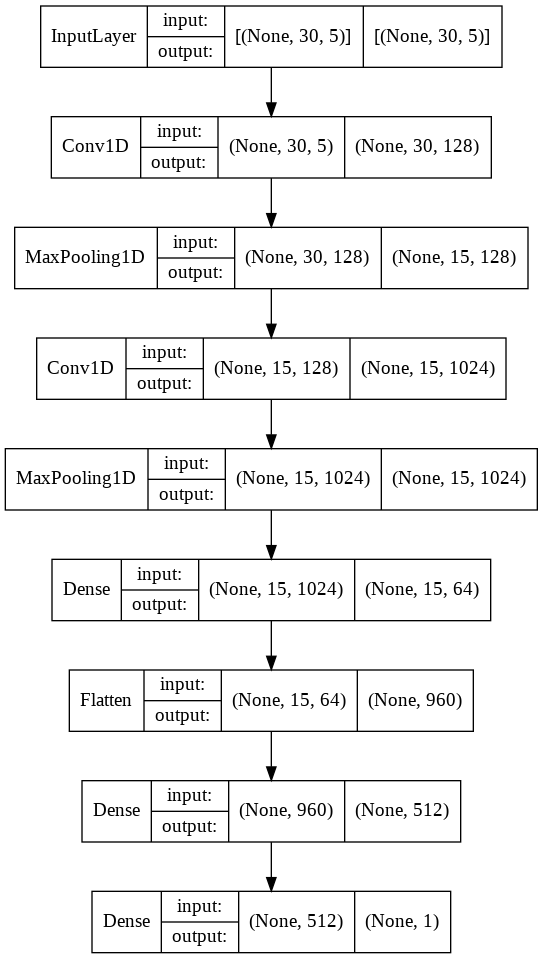 InputLayer input: output: [(None, 30, 5)] [(None, 30, 5)]
Conv1D input: output: (None, 30, 5) (None, 30, 128)
MaxPooling1D input: output: (None, 30, 128) (None, 15, 128)
Conv1D input: output: (None, 15, 128) (None, 15, 1024)
MaxPooling1D input: output: (None, 15, 1024) (None, 15, 1024)
Dense input: output: (None, 15, 1024) (None, 15, 64)
Flatten input: output: (None, 15, 64) (None, 960)
Dense input: output: (None, 960) (None, 512)
Dense input: output: (None, 512) (None, 1)